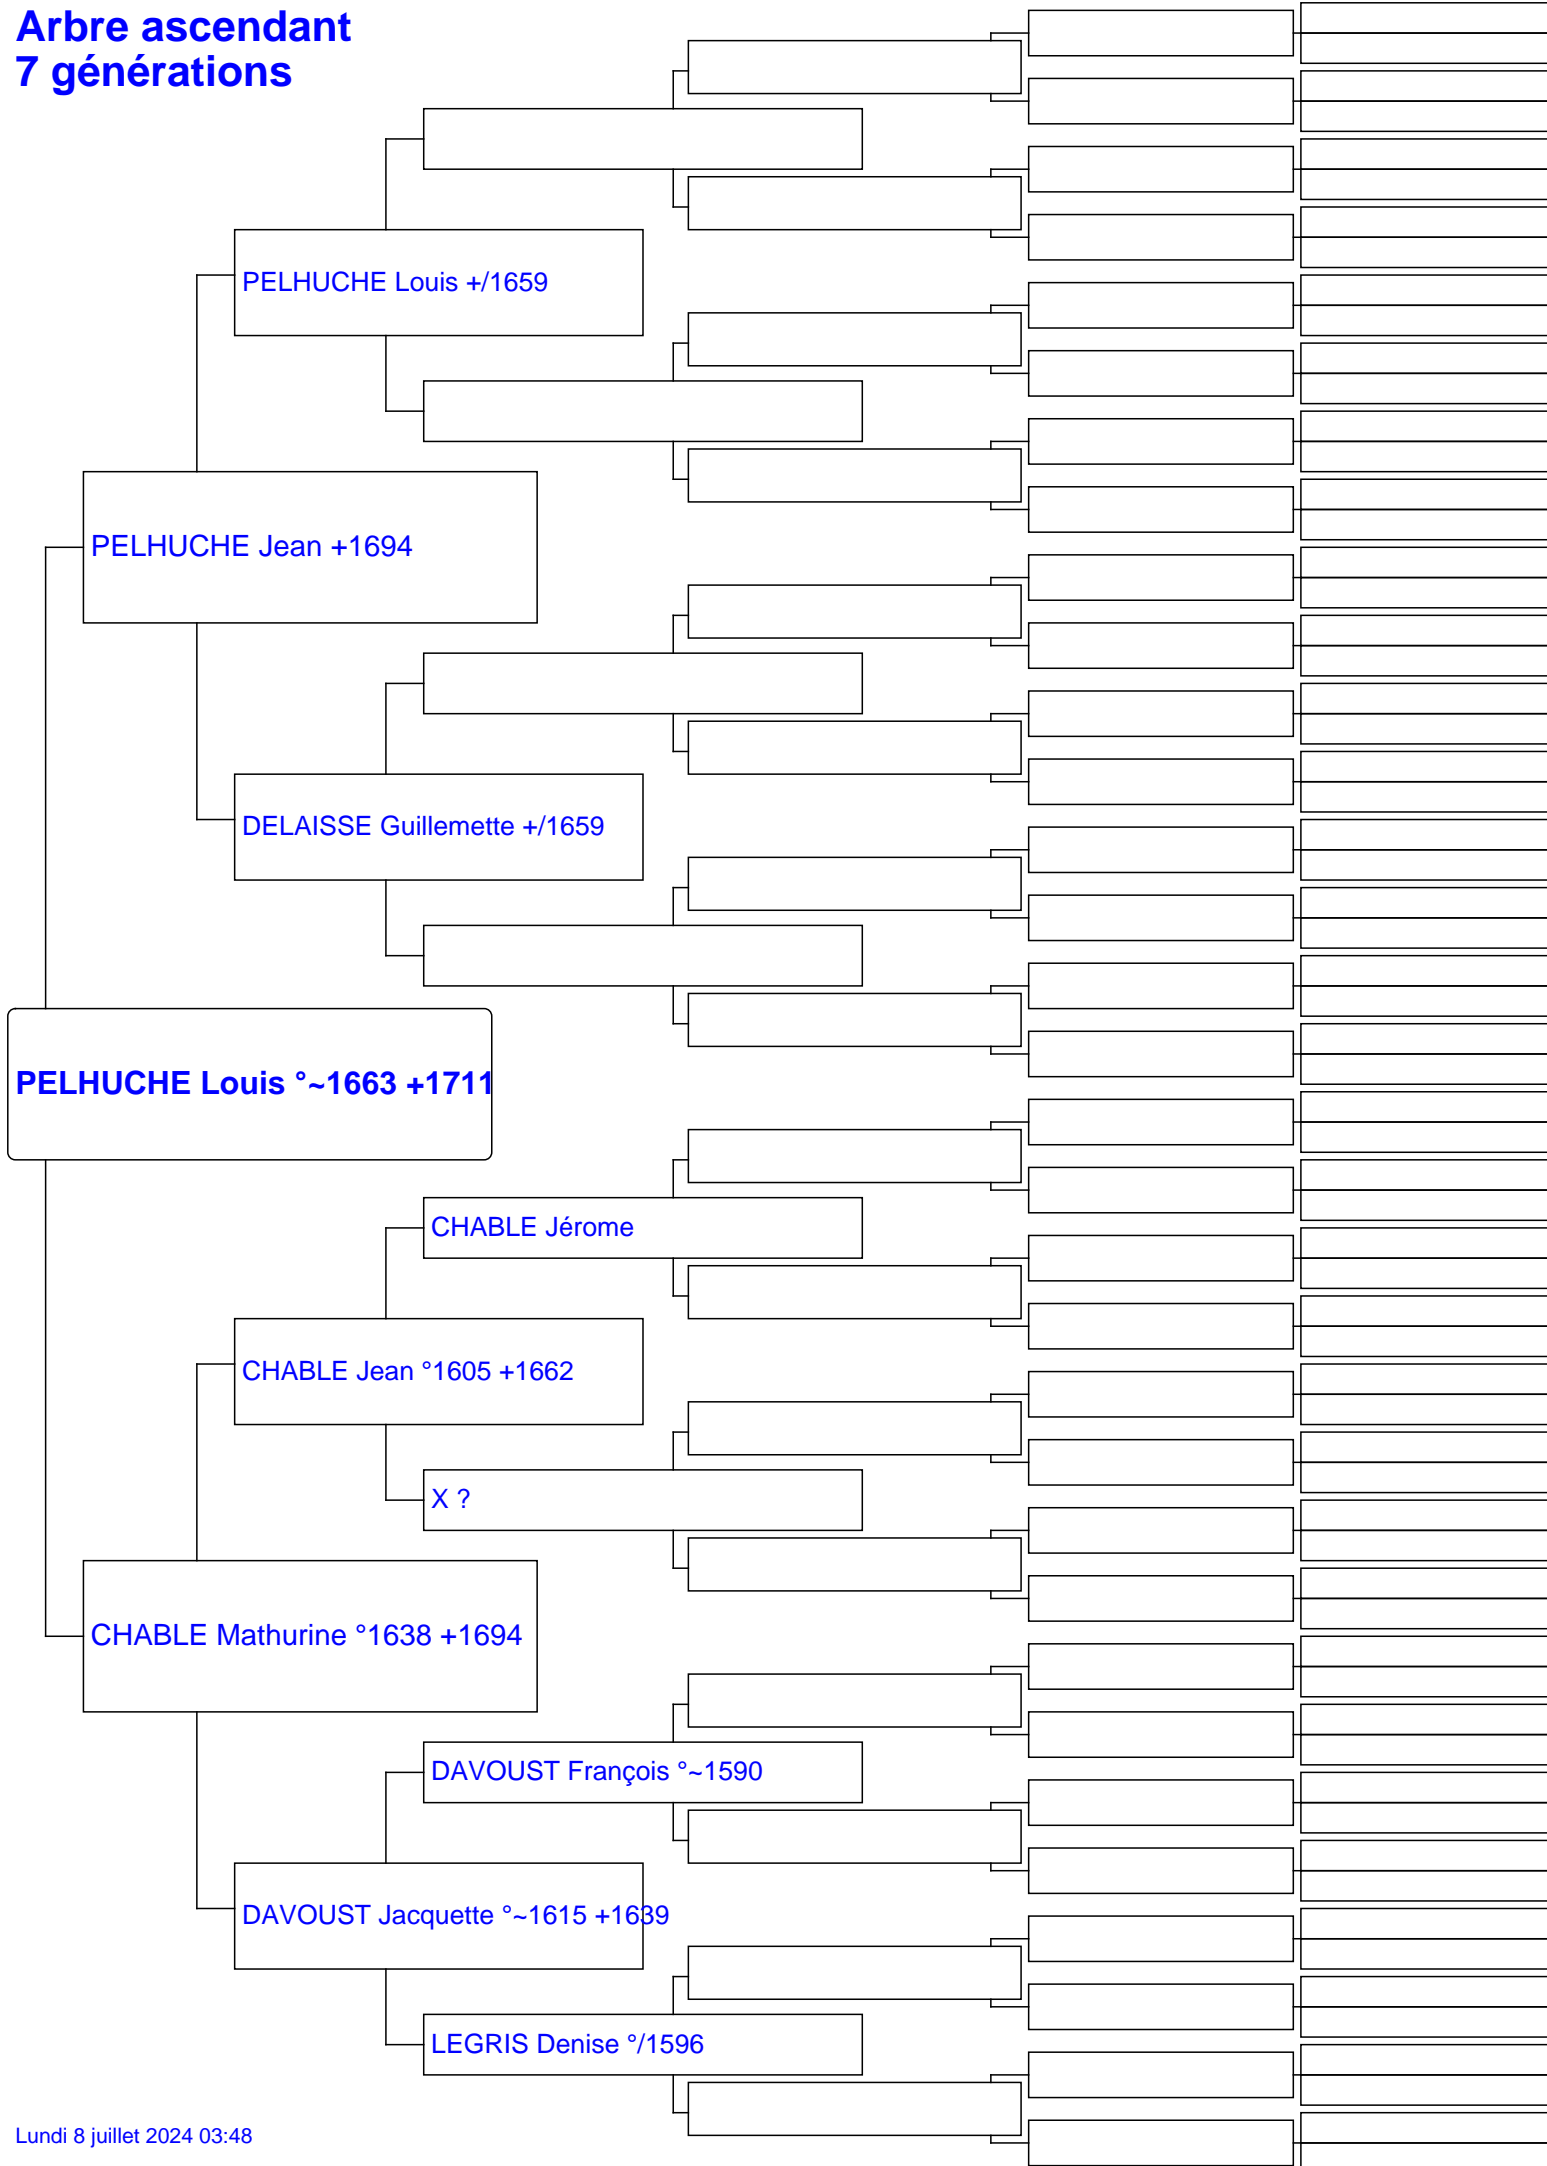 Arbre ascendant
7 générations
PELHUCHE Louis +/1659
PELHUCHE Jean +1694
DELAISSE Guillemette +/1659
PELHUCHE Louis °~1663 +1711
CHABLE Jérome
CHABLE Jean °1605 +1662
X ?
CHABLE Mathurine °1638 +1694
DAVOUST François °~1590
DAVOUST Jacquette °~1615 +1639
LEGRIS Denise °/1596
Lundi 8 juillet 2024 03:48